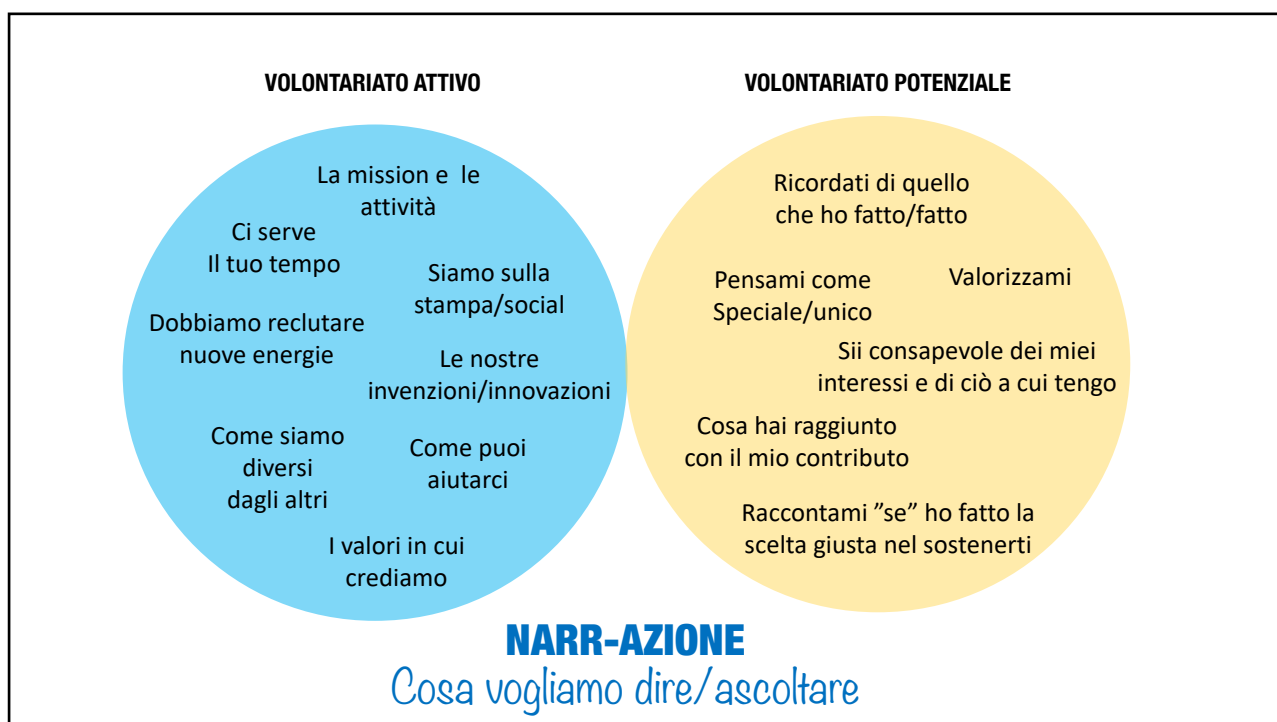 VOLONTARIATO ATTIVO
La mission e  le
attività
Ci serve
Il tuo tempo
Siamo sulla
stampa/social
Dobbiamo reclutare
nuove energie
Le nostre
invenzioni/innovazioni
Come siamo
diversi
dagli altri
Come puoi
aiutarci
I valori in cui
crediamo
VOLONTARIATO POTENZIALE
Ricordati di quello
che ho fatto/fatto
Pensami come
Speciale/unico
Valorizzami
Sii consapevole dei miei
interessi e di ciò a cui tengo
Cosa hai raggiunto
con il mio contributo
Raccontami ”se” ho fatto la
scelta giusta nel sostenerti
NARR-AZIONE
Cosa vogliamo dire/ascoltare